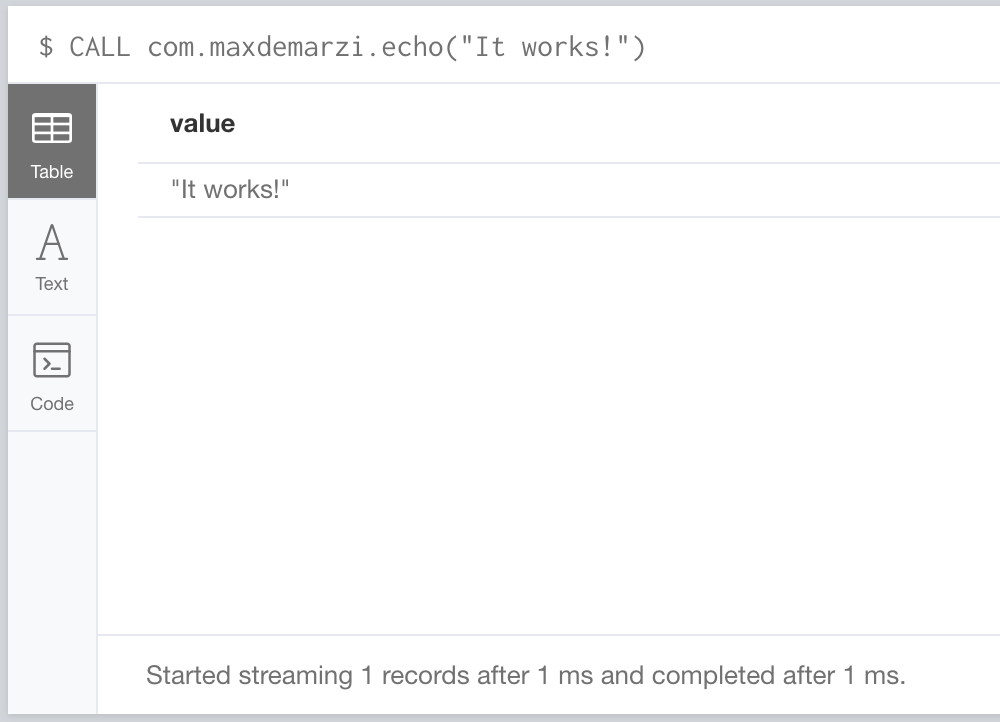 $ CALL com.maxdemarzi.echo("It works!")
Table
Text
Code
value
"It works!"
Started streaming 1 records after 1 ms and completed after 1 ms.